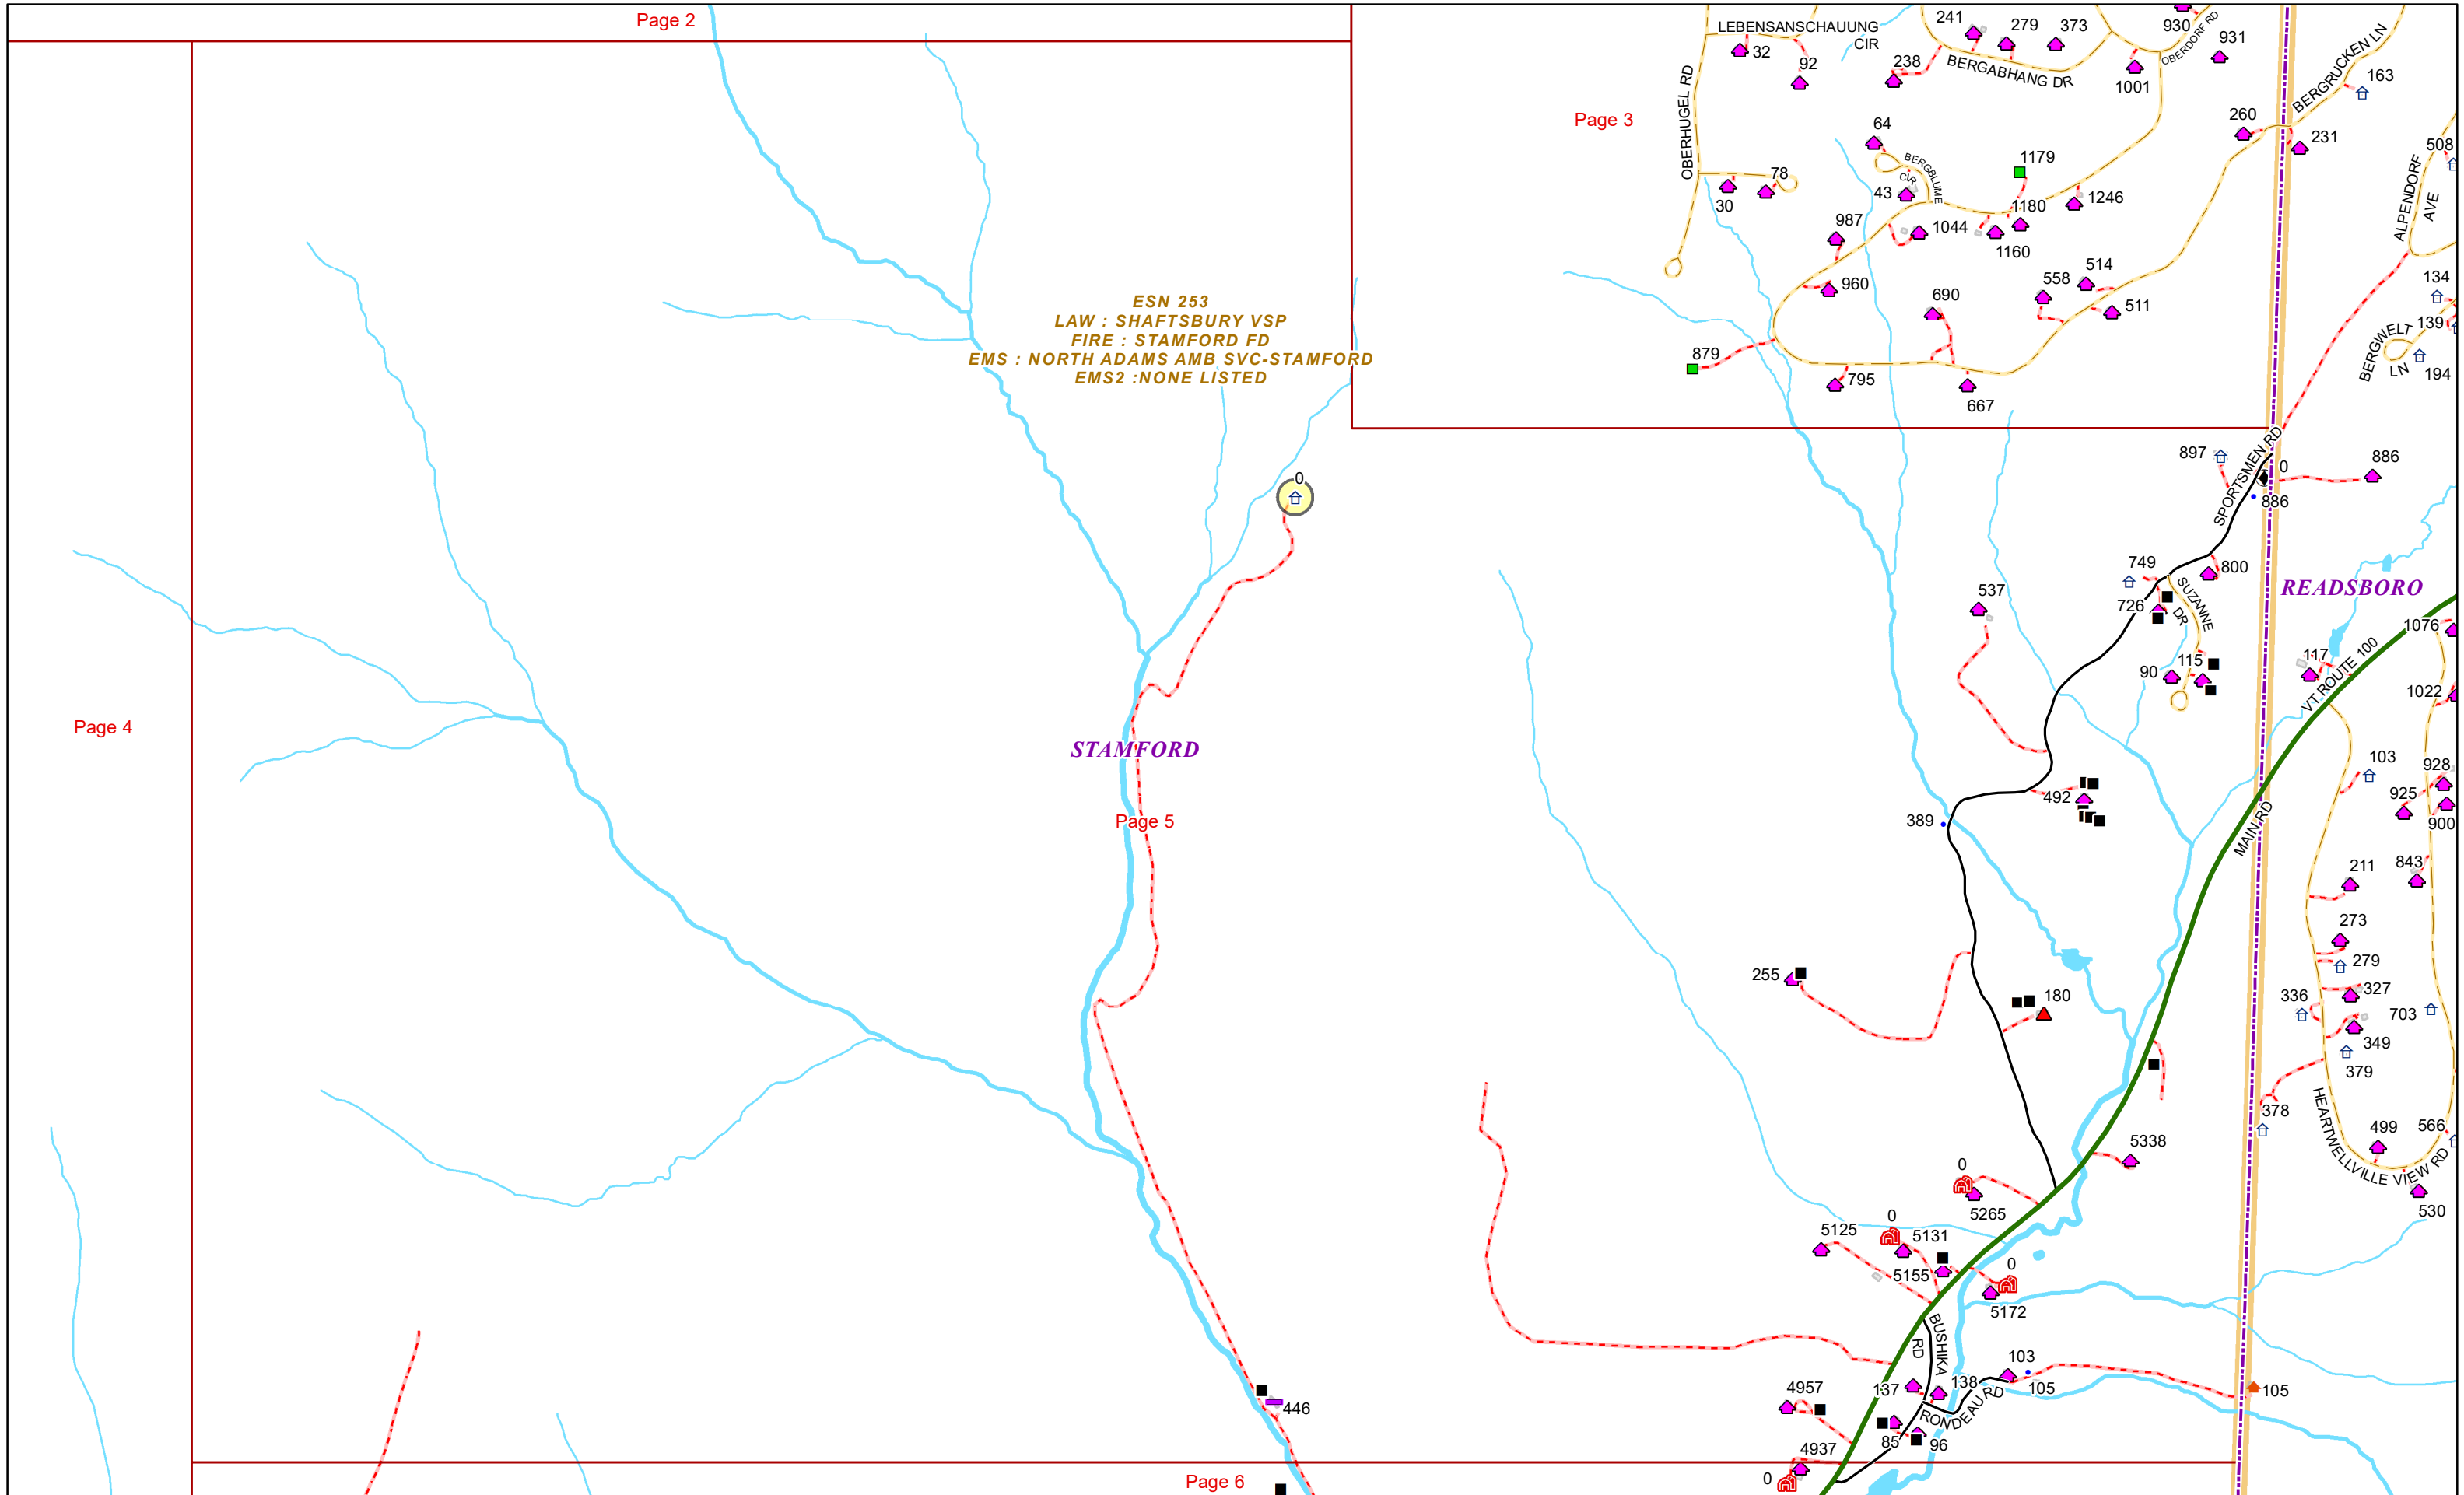 Page 2
LEBENSANSCHAUUNG
CIR
241
279
373
930
OBERDORF RD
931
32
92
238
BERGABHANG DR
1001
BERGRUCKEN LN
163
OBERHUGEL RD
Page 3
64
260
231
508
BERGBLUME
CIR
1179
78
30
43
1180
1246
ALPENDORF
AVE
987
1044
1160
514
558
134
ESN 253
LAW : SHAFTSBURY VSP
FIRE : STAMFORD FD
EMS : NORTH ADAMS AMB SVC-STAMFORD
EMS2 :NONE LISTED
960
690
511
139
BERGWELT
LN
194
879
795
667
SPORTSMEN RD
897
0
886
886
0
749
800
READSBORO
537
726
SUZANNE
DR
1076
90
115
117
VT ROUTE 100
1022
Page 4
STAMFORD
103
928
492
925
Page 5
389
MAIN RD
900
211
843
273
255
279
180
336
327
703
349
379
378
HEARTWELLVILLE VIEW RD
499
566
5338
0
5265
530
5125
0
5131
5155
0
5172
BUSHIKA
RD
103
137
138
105
105
RONDEAU RD
4957
446
85
96
4937
0
Page 6